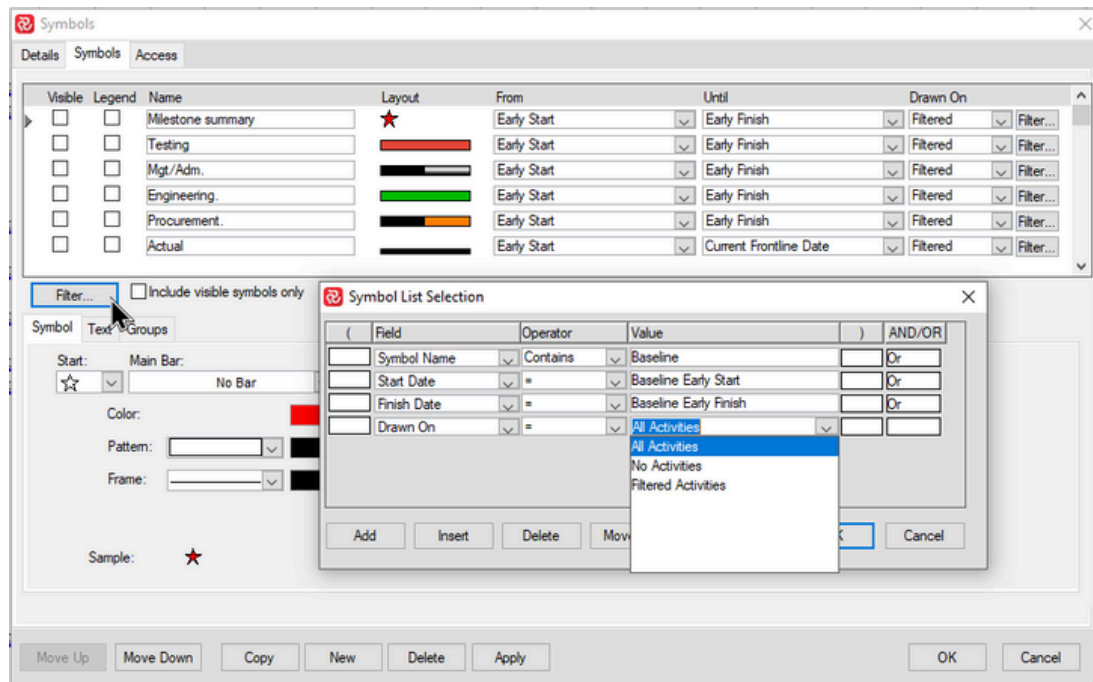 Symbols
Details Symbols Access
Visible Legend Name Layout From Until Drawn On
Milestone summary Early Start Early Finish Filtered Filter...
Testing Early Start Early Finish Filtered Filter...
Mgt/Adm. Early Start Early Finish Filtered Filter...
Engineering. Early Start Early Finish Filtered Filter...
Procurement. Early Start Early Finish Filtered Filter...
Actual Early Start Current Frontline Date Filtered Filter...
Filter... Include visible symbols only
Symbol Text Groups
Start: Main Bar:
No Bar
Color:
Pattern:
Frame:
Sample:
Symbol List Selection
( Field Operator Value ) AND/OR
Symbol Name Contains Baseline Or
Start Date = Baseline Early Start Or
Finish Date = Baseline Early Finish Or
Drawn On = All Activities
All Activities
No Activities
Filtered Activities
Add Insert Delete Cancel
Move Up Move Down Copy New Delete Apply OK Cancel